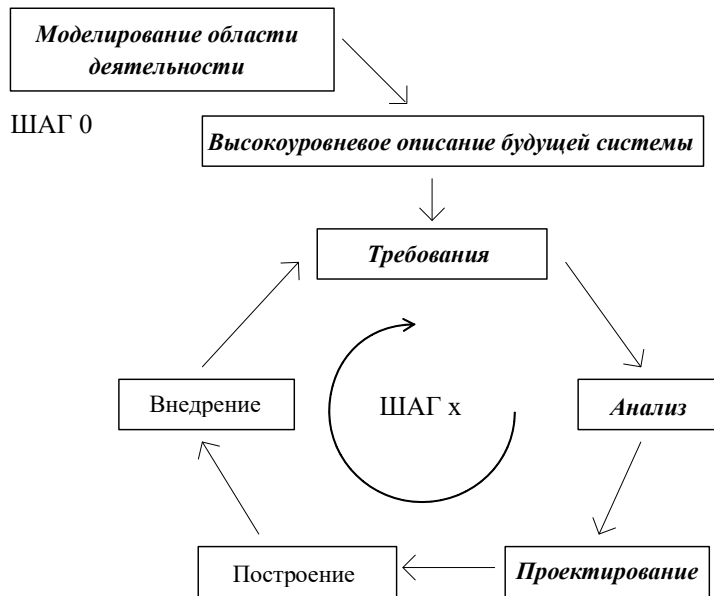 Моделирование области
деятельности
ШАГ 0
Высокоуровневое описание будущей системы
Требования
Внедрение
ШАГ x
Анализ
Построение
Проектирование